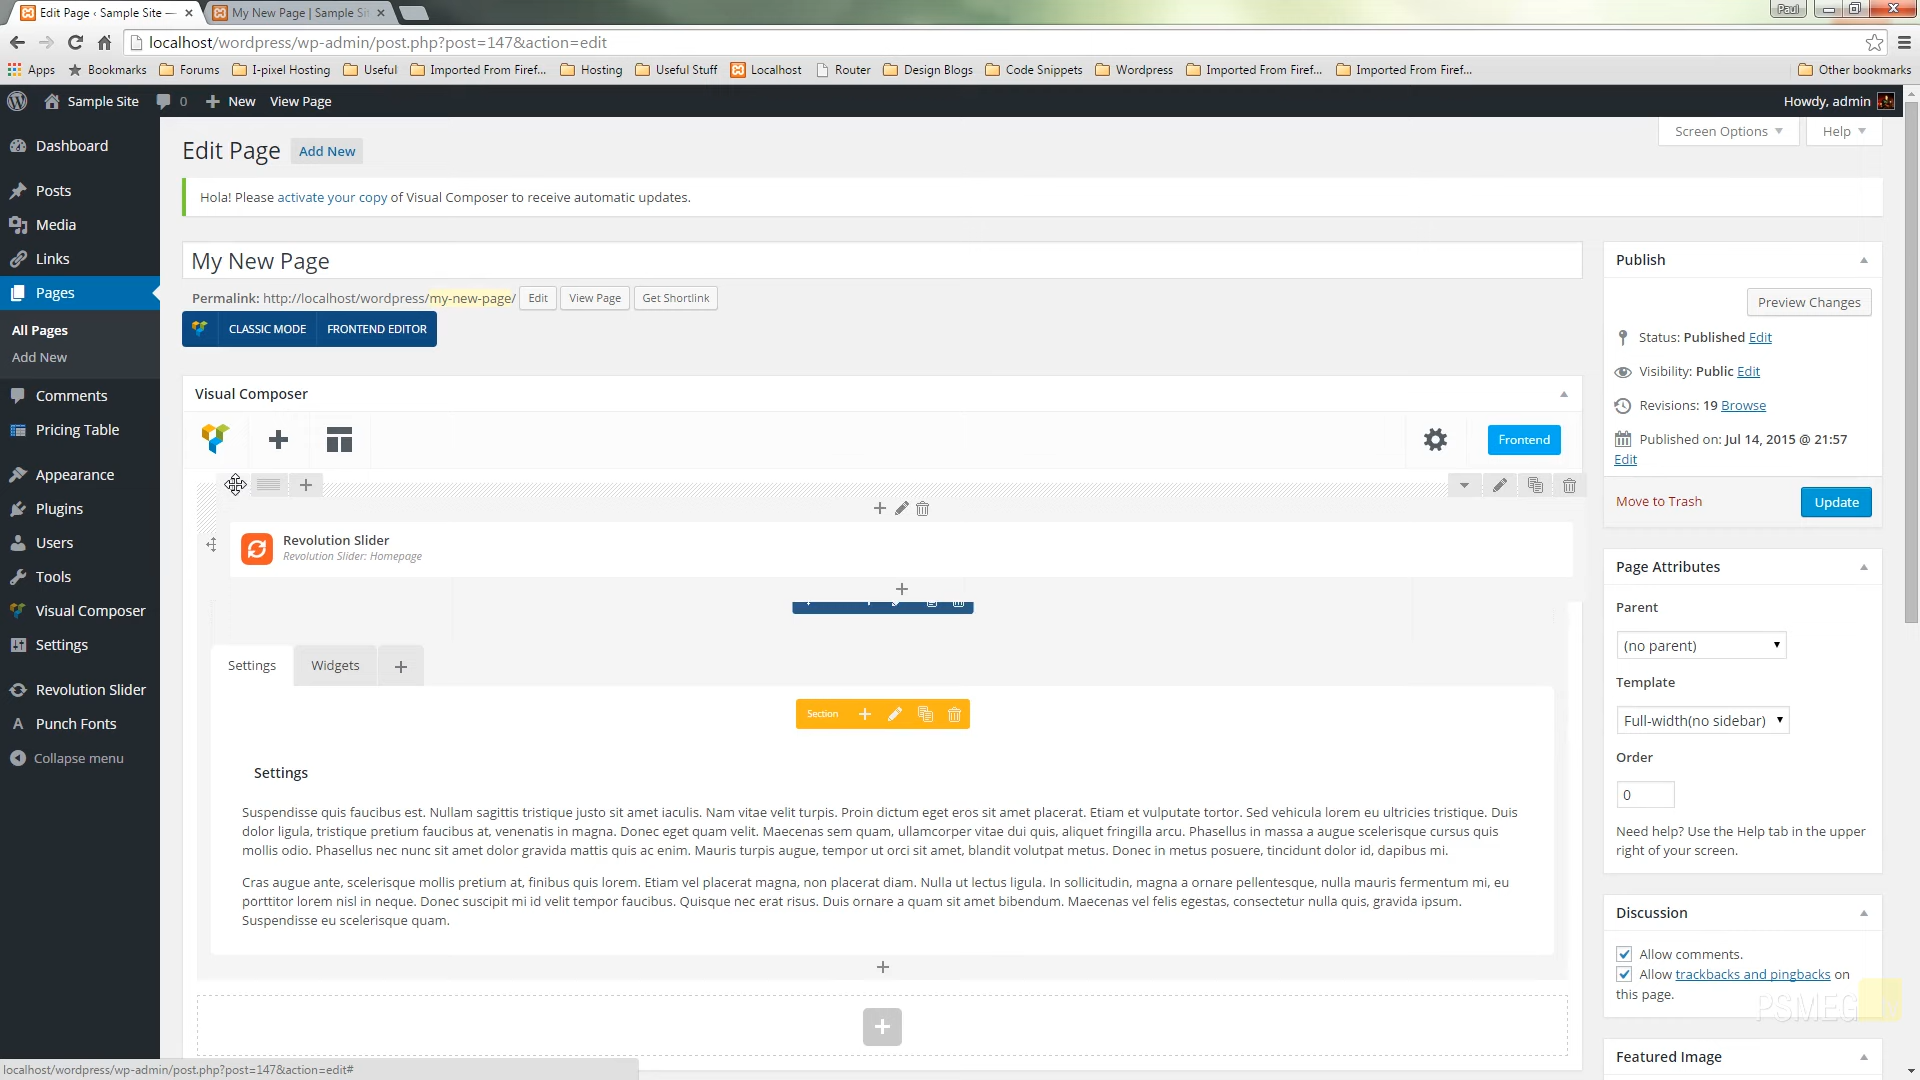 Edit Page ‹ Sample Site —
My New Page | Sample Sit
Paul
localhost/wordpress/wp-admin/post.php?post=147&action=edit
Apps
Bookmarks
Forums
I-pixel Hosting
Useful
Imported From Firef...
Hosting
Useful Stuff
Localhost
Router
Design Blogs
Code Snippets
Wordpress
Imported From Firef...
Imported From Firef...
Other bookmarks
Sample Site
0
New
View Page
Howdy, admin
Dashboard
Posts
Media
Links
Pages
All Pages
Add New
Comments
Pricing Table
Appearance
Plugins
Users
Tools
Visual Composer
Settings
Revolution Slider
Punch Fonts
Collapse menu
Edit Page
Add New
Screen Options
Help
Hola! Please activate your copy of Visual Composer to receive automatic updates.
My New Page
Permalink: http://localhost/wordpress/my-new-page/
Edit
View Page
Get Shortlink
CLASSIC MODE
FRONTEND EDITOR
Visual Composer
Frontend
Revolution Slider
Revolution Slider: Homepage
Settings
Widgets
Section
Settings
Suspendisse quis faucibus est. Nullam sagittis tristique justo sit amet iaculis. Nam vitae velit turpis. Proin dictum eget eros sit amet placerat. Etiam et vulputate tortor. Sed vehicula lorem eu ultricies tristique. Duis
dolor ligula, tristique pretium faucibus at, venenatis in magna. Donec eget quam velit. Maecenas sem quam, ullamcorper vitae dui quis, aliquet fringilla arcu. Phasellus in massa a augue scelerisque cursus quis
mollis odio. Phasellus nec nunc sit amet dolor gravida mattis quis ac enim. Mauris turpis augue, tempor ut orci sit amet, blandit volutpat metus. Donec in metus posuere, tincidunt dolor id, dapibus mi.
Cras augue ante, scelerisque mollis pretium at, finibus quis lorem. Etiam vel placerat magna, non placerat diam. Nulla ut lectus ligula. In sollicitudin, magna a ornare pellentesque, nulla mauris fermentum mi, eu
porttitor lorem nisl in neque. Donec suscipit mi id velit tempor faucibus. Quisque nec erat risus. Duis ornare a quam sit amet bibendum. Maecenas vel felis egestas, consectetur nulla quis, gravida ipsum.
Suspendisse eu scelerisque quam.
Publish
Preview Changes
Status: Published Edit
Visibility: Public Edit
Revisions: 19 Browse
Published on: Jul 14, 2015 @ 21:57
Edit
Move to Trash
Update
Page Attributes
Parent
(no parent)
Template
Full-width(no sidebar)
Order
0
Need help? Use the Help tab in the upper
right of your screen.
Discussion
Allow comments.
Allow trackbacks and pingbacks on
this page.
PSMEG
Featured Image
localhost/wordpress/wp-admin/post.php?post=147&action=edit#